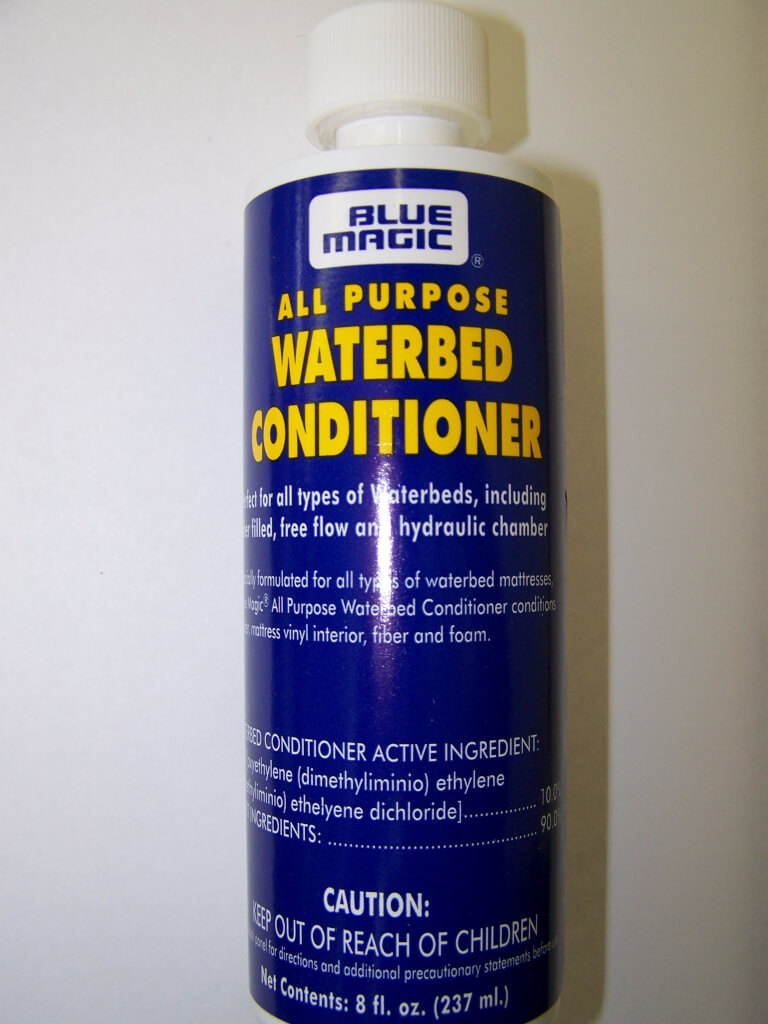 BLUE
MAGIC
®
ALL PURPOSE
WATERBED
CONDITIONER
for all types of Waterbeds, including
filled, free flow and hydraulic chamber
formulated for all types of waterbed mattresses,
Magic® All Purpose Waterbed Conditioner conditions
mattress vinyl interior, fiber and foam.
CONDITIONER ACTIVE INGREDIENT:
(dimethyliminio) ethylene
ethelyene dichloride]...............
INGREDIENTS: ......................................
CAUTION:
KEEP OUT OF REACH OF CHILDREN
panel for directions and additional precautionary statements before
Net Contents: 8 fl. oz. (237 ml.)